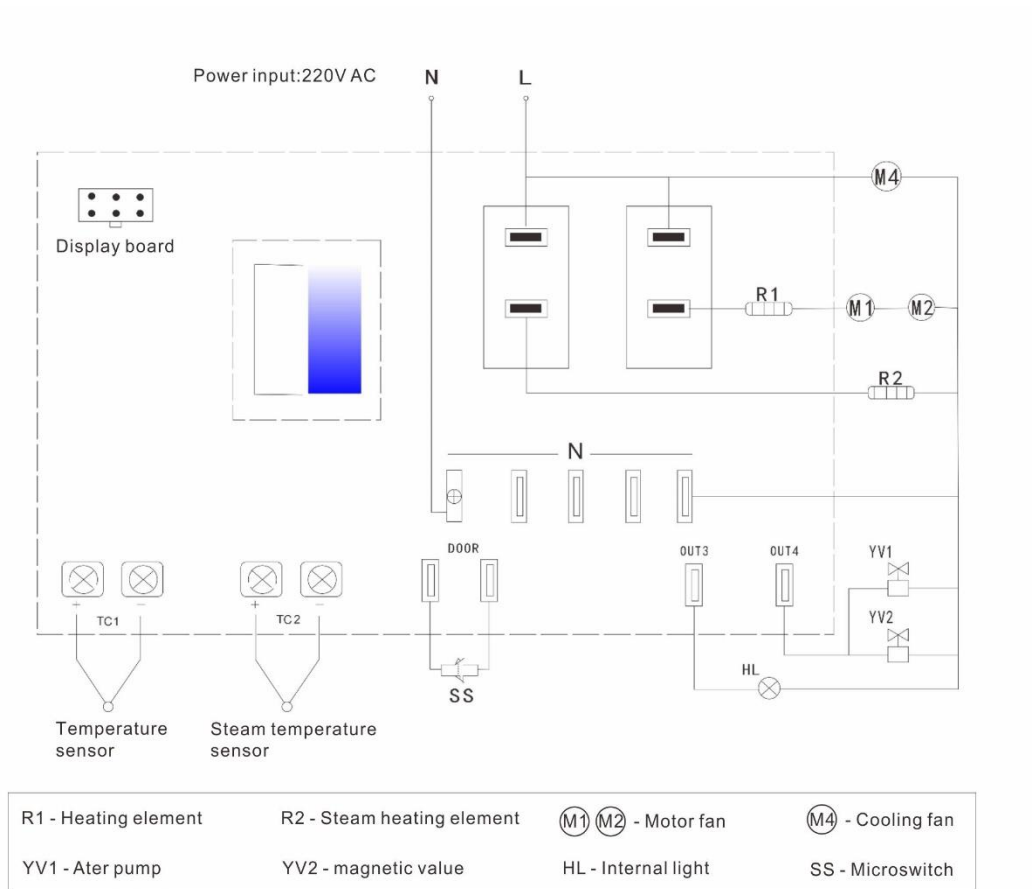 Power input:220V AC
N
L
M4
Display board
R1
M1
M2
R2
N
DOOR
OUT3
OUT4
YV1
+
−
TC1
+
−
TC2
YV2
SS
HL
Temperature
sensor
Steam temperature
sensor
R1 - Heating element
R2 - Steam heating element
M1 M2 - Motor fan
M4 - Cooling fan
YV1 - Ater pump
YV2 - magnetic value
HL - Internal light
SS - Microswitch